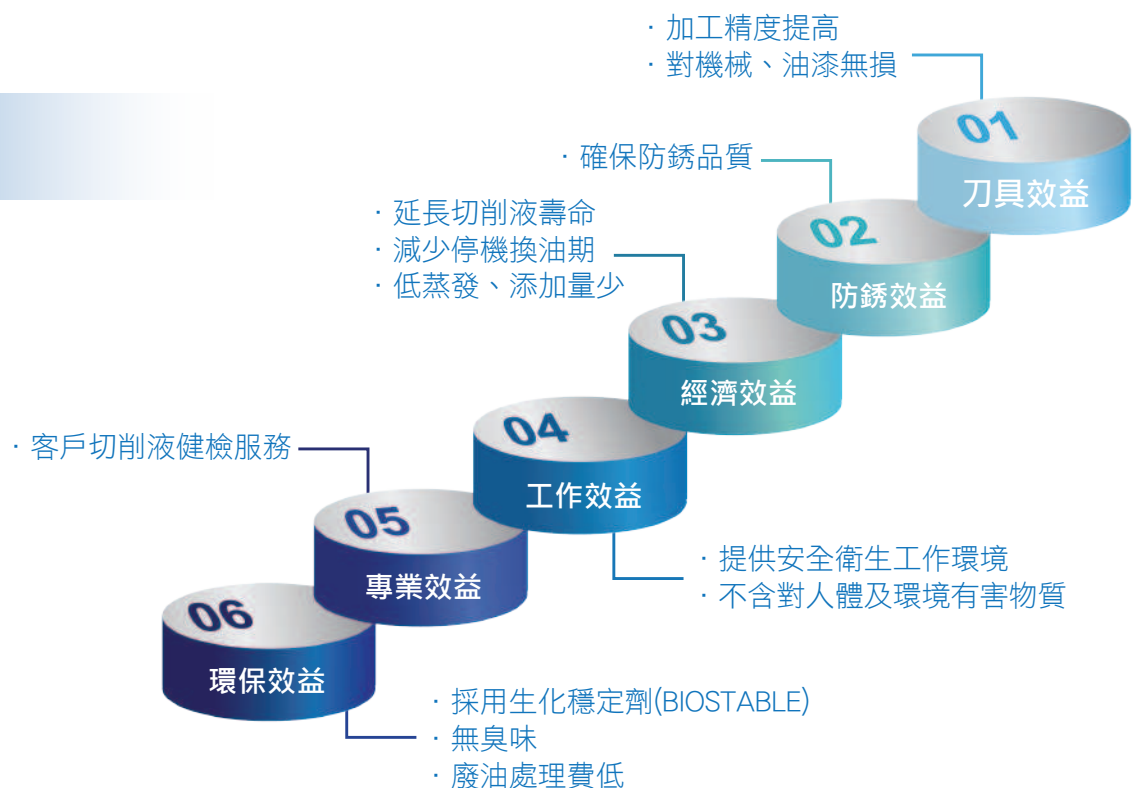 · 加工精度提高
· 對機械、油漆無損
01
刀具效益
· 確保防銹品質
02
防銹效益
· 延長切削液壽命
· 減少停機換油期
· 低蒸發、添加量少
03
經濟效益
04
工作效益
· 提供安全衛生工作環境
· 不含對人體及環境有害物質
· 客戶切削液健檢服務
05
專業效益
06
環保效益
· 採用生化穩定劑(BIOSTABLE)
· 無臭味
· 廢油處理費低